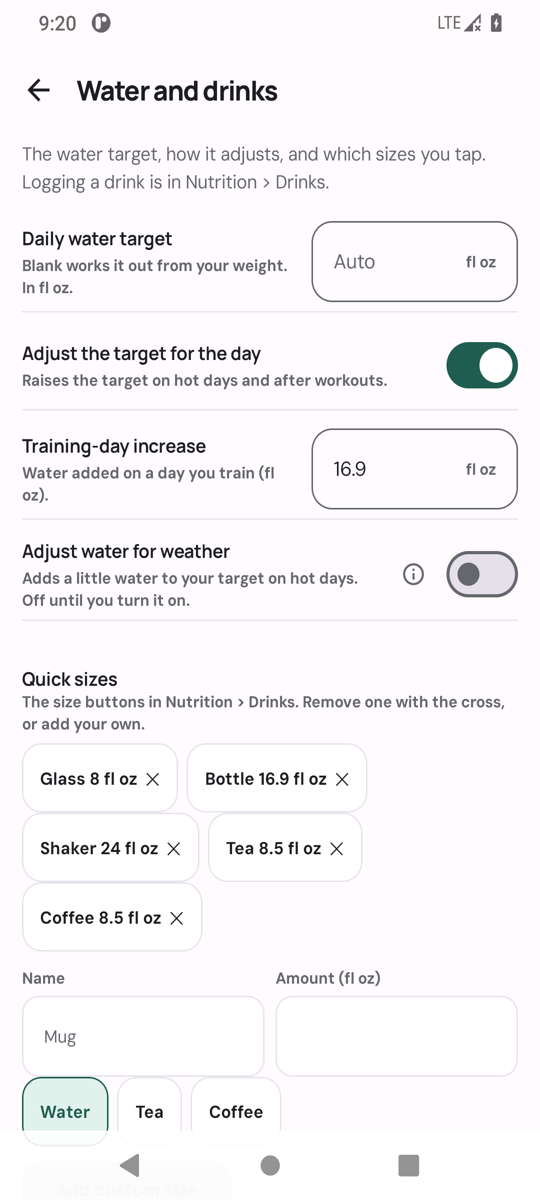 9:20
LTE
Water and drinks
The water target, how it adjusts, and which sizes you tap.
Logging a drink is in Nutrition > Drinks.
Daily water target
Blank works it out from your weight.
In fl oz.
Auto
fl oz
Adjust the target for the day
Raises the target on hot days and after workouts.
Training-day increase
Water added on a day you train (fl
oz).
16.9
fl oz
Adjust water for weather
Adds a little water to your target on hot days.
Off until you turn it on.
Quick sizes
The size buttons in Nutrition > Drinks. Remove one with the cross,
or add your own.
Glass 8 fl oz
Bottle 16.9 fl oz
Shaker 24 fl oz
Tea 8.5 fl oz
Coffee 8.5 fl oz
Name
Amount (fl oz)
Mug
Water
Tea
Coffee
Add custom size